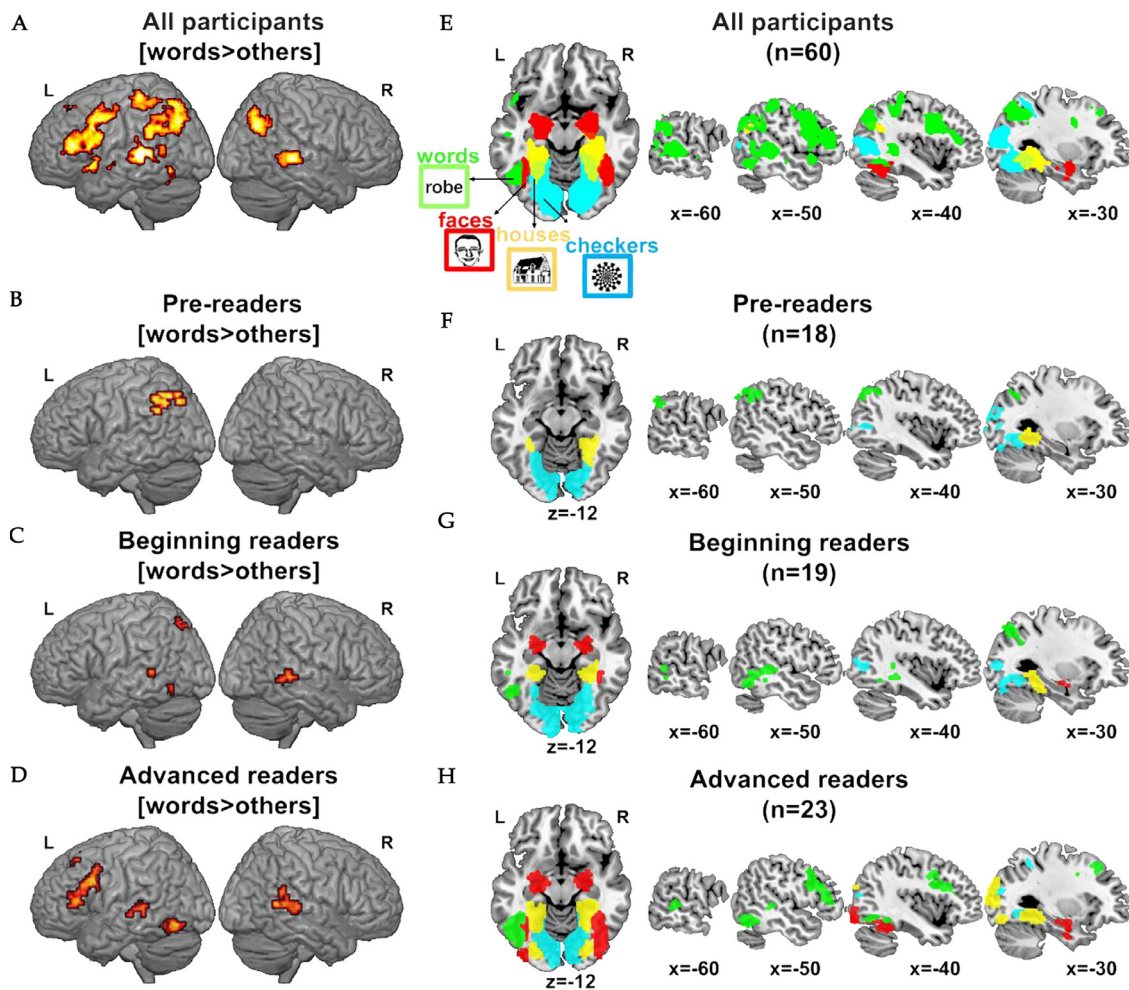 A
All participants
[words>others]
L
R
B
Pre-readers
[words>others]
L
R
C
Beginning readers
[words>others]
L
R
D
Advanced readers
[words>others]
L
R
E
All participants
(n=60)
L
R
words
robe
faces
houses
checkers
x=-60
x=-50
x=-40
x=-30
F
Pre-readers
(n=18)
L
R
z=-12
x=-60
x=-50
x=-40
x=-30
G
Beginning readers
(n=19)
L
R
z=-12
x=-60
x=-50
x=-40
x=-30
H
Advanced readers
(n=23)
L
R
z=-12
x=-60
x=-50
x=-40
x=-30